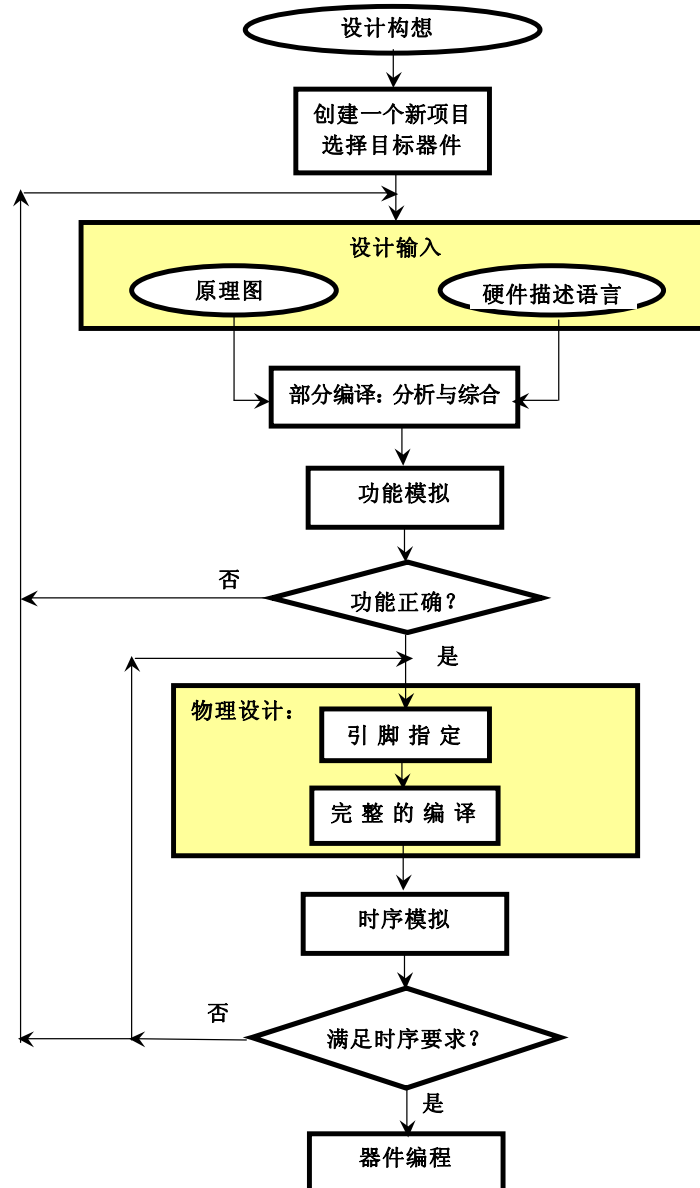 设计构想
创建一个新项目
选择目标器件
设计输入
原理图
硬件描述语言
部分编译：分析与综合
功能模拟
否
功能正确？
是
物理设计：
引脚指定
完整的编译
时序模拟
否
满足时序要求？
是
器件编程